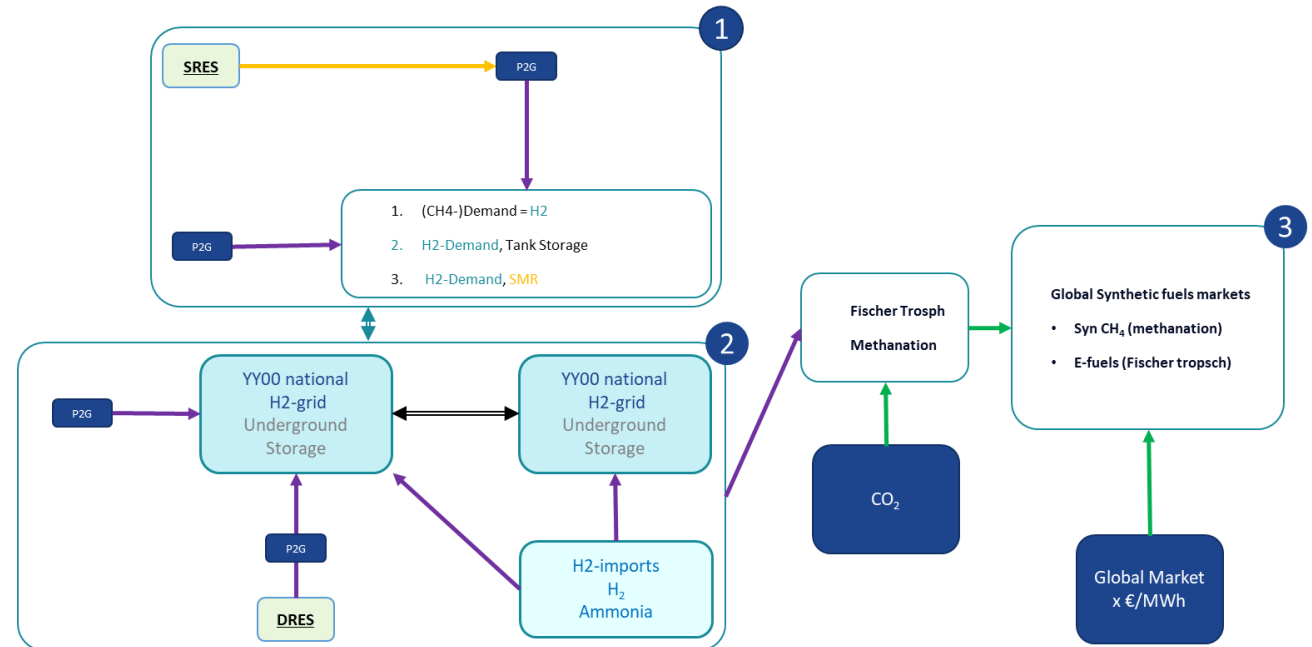 1
SRES
P2G
1. (CH4-)Demand = H2
P2G
2. H2-Demand, Tank Storage
3. H2-Demand, SMR
2
YY00 national
H2-grid
Underground
Storage
YY00 national
H2-grid
Underground
Storage
P2G
P2G
DRES
H2-imports
H₂
Ammonia
Fischer Trosph
Methanation
CO₂
3
Global Synthetic fuels markets
• Syn CH₄ (methanation)
• E-fuels (Fischer tropsch)
Global Market
x €/MWh